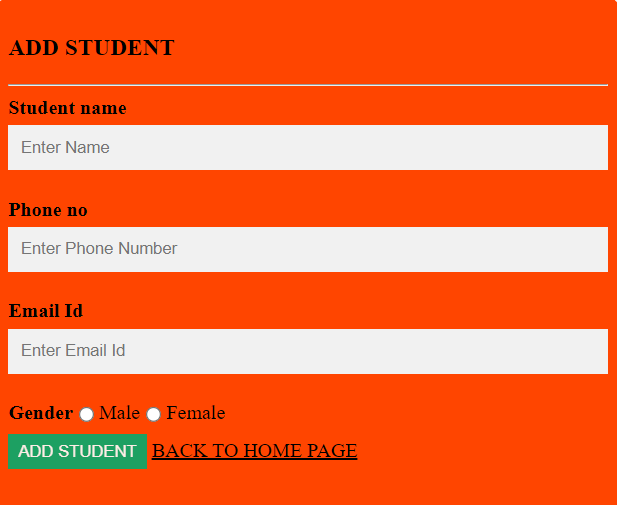 ADD STUDENT
Student name
Enter Name
Phone no
Enter Phone Number
Email Id
Enter Email Id
Gender Male Female
ADD STUDENT BACK TO HOME PAGE